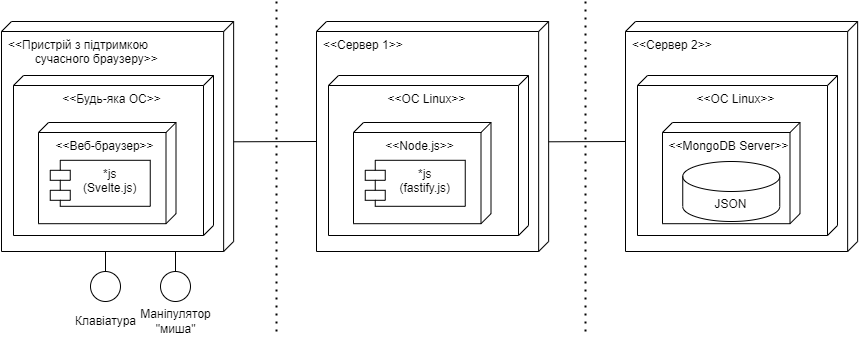 <<Пристрій з підтримкою
сучасного браузеру>>
<<Будь-яка ОС>>
<<Веб-браузер>>
*js
(Svelte.js)
Клавіатура
Маніпулятор
"миша"
<<Сервер 1>>
<<ОС Linux>>
<<Node.js>>
*js
(fastify.js)
<<Сервер 2>>
<<ОС Linux>>
<<MongoDB Server>>
JSON